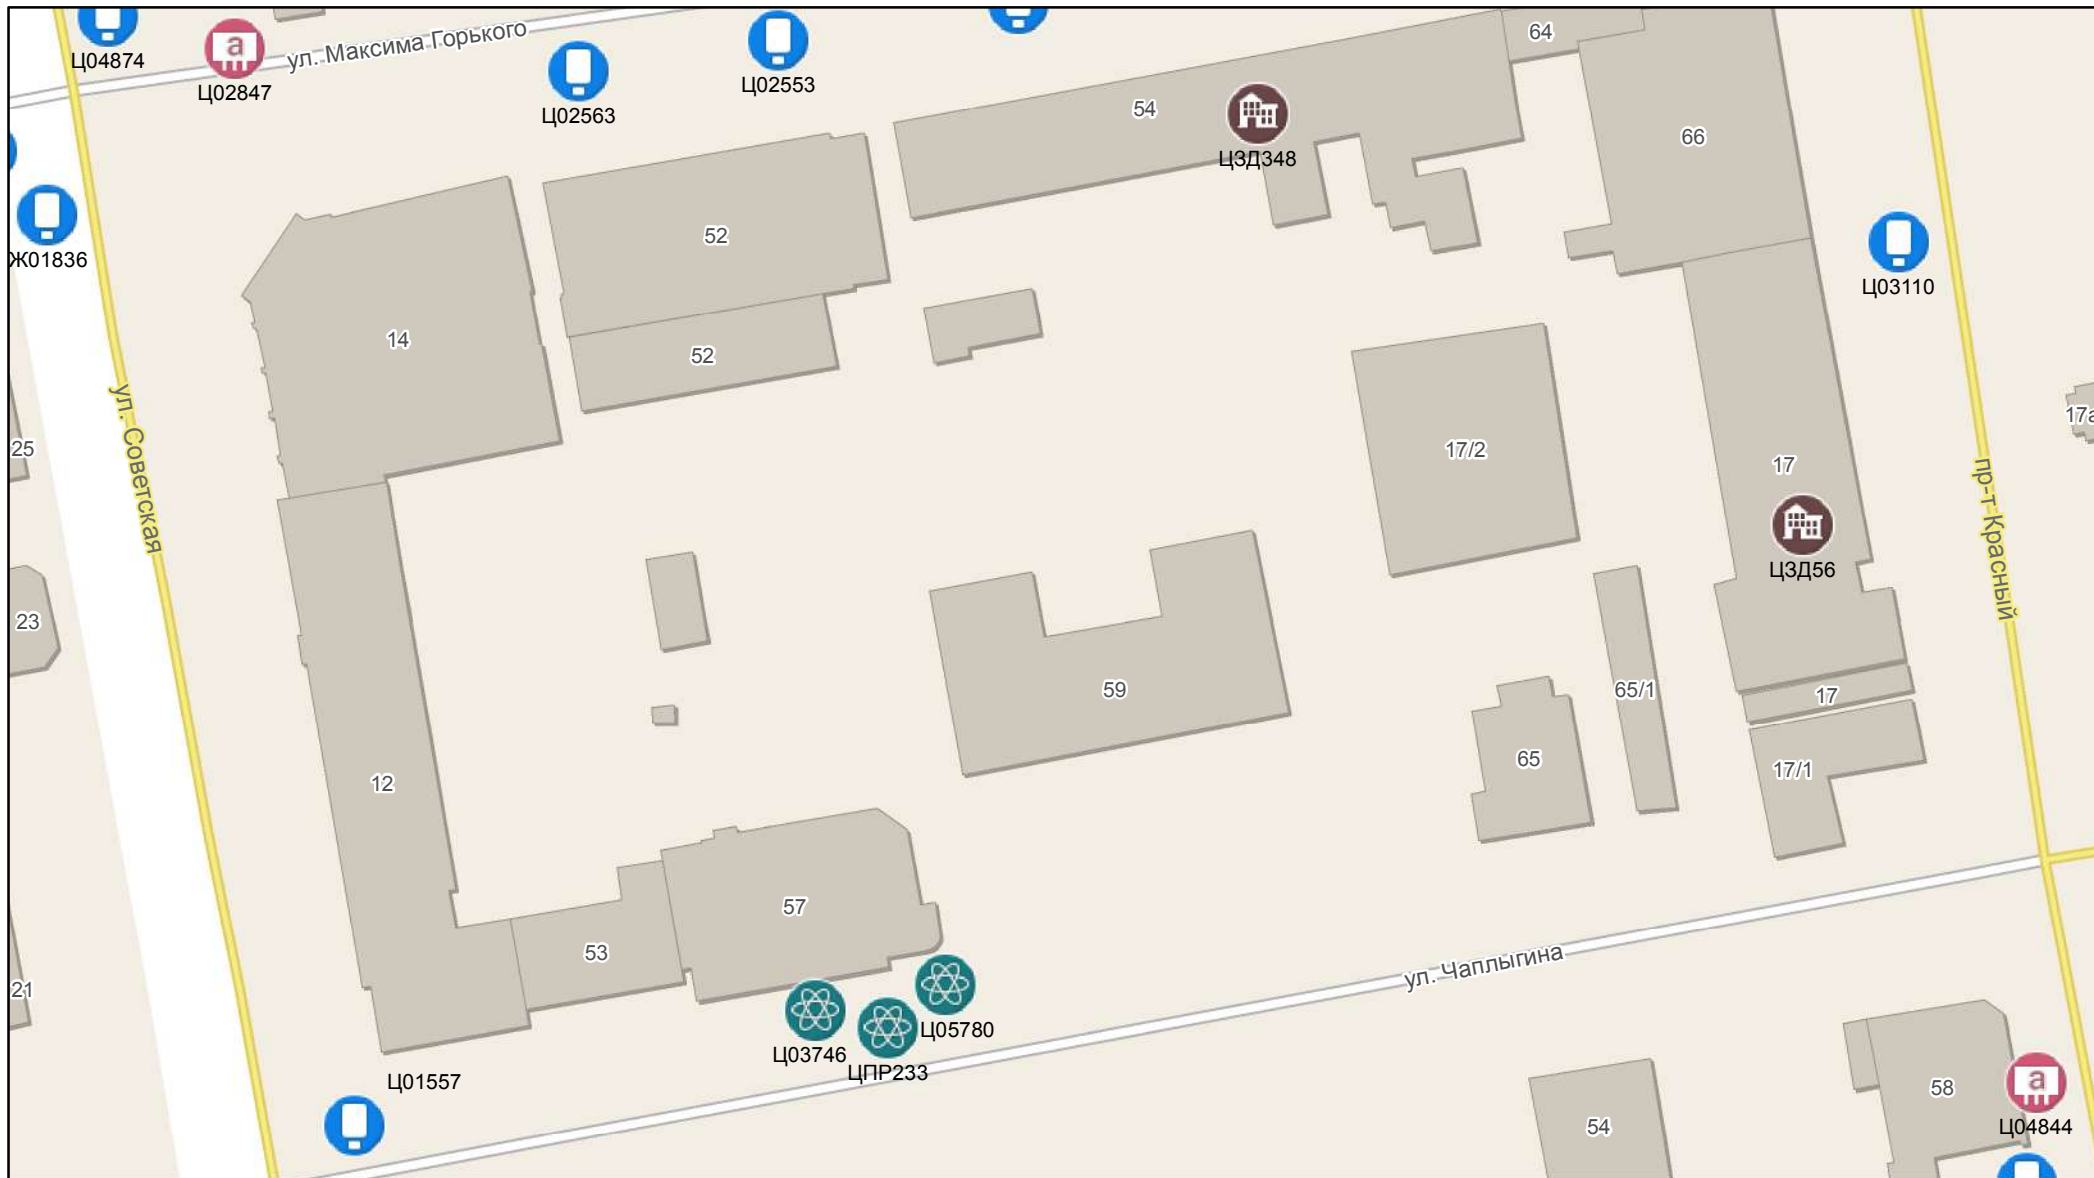 64
ул. Максима Горького
Ц04874
Ц02847
Ц02563
Ц02553
54
ЦЗД348
66
52
Ж01836
Ц03110
14
52
17а
ул. Советская
25
17/2
17
пр-т Красный
ЦЗД56
23
59
65/1
17
65
17/1
12
57
53
ул. Чаплыгина
21
Ц03746
ЦПР233
Ц05780
Ц01557
54
58
а
Ц04844
а